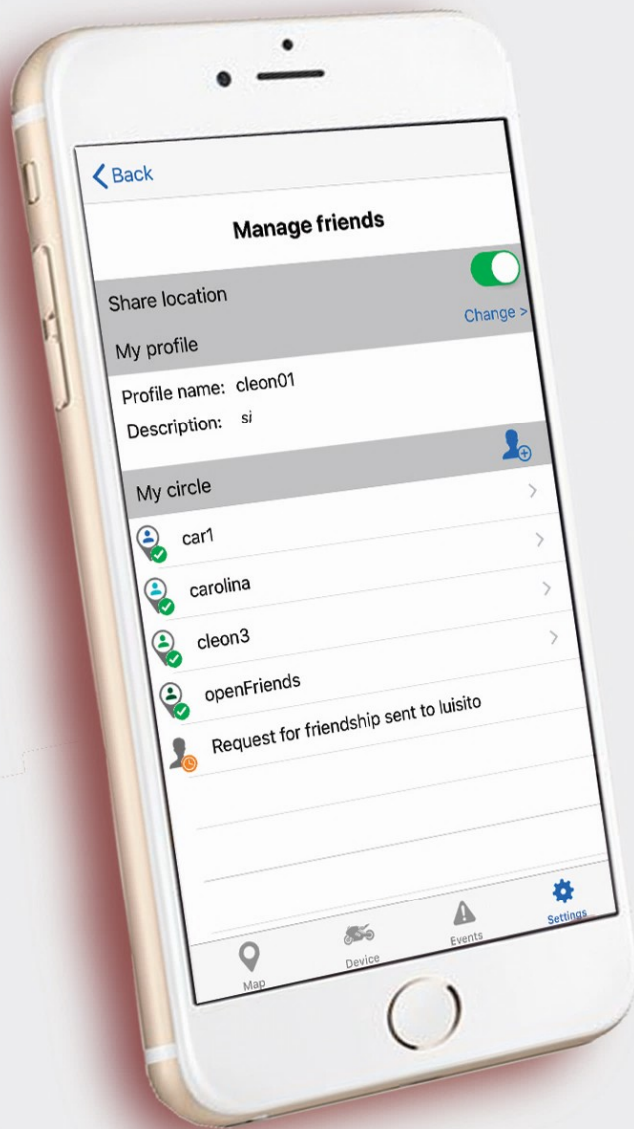 Back
Manage friends
Share location
My profile
Change >
Profile name: cleon01
Description: si
My circle
car1
carolina
cleon3
openFriends
Request for friendship sent to luisito
Map
Device
Events
Settings